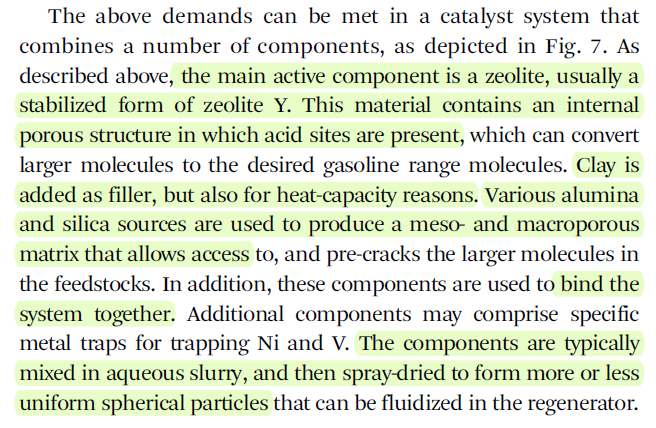 The above demands can be met in a catalyst system that
combines a number of components, as depicted in Fig. 7. As
described above, the main active component is a zeolite, usually a
stabilized form of zeolite Y. This material contains an internal
porous structure in which acid sites are present, which can convert
larger molecules to the desired gasoline range molecules. Clay is
added as filler, but also for heat-capacity reasons. Various alumina
and silica sources are used to produce a meso- and macroporous
matrix that allows access to, and pre-cracks the larger molecules in
the feedstocks. In addition, these components are used to bind the
system together. Additional components may comprise specific
metal traps for trapping Ni and V. The components are typically
mixed in aqueous slurry, and then spray-dried to form more or less
uniform spherical particles that can be fluidized in the regenerator.